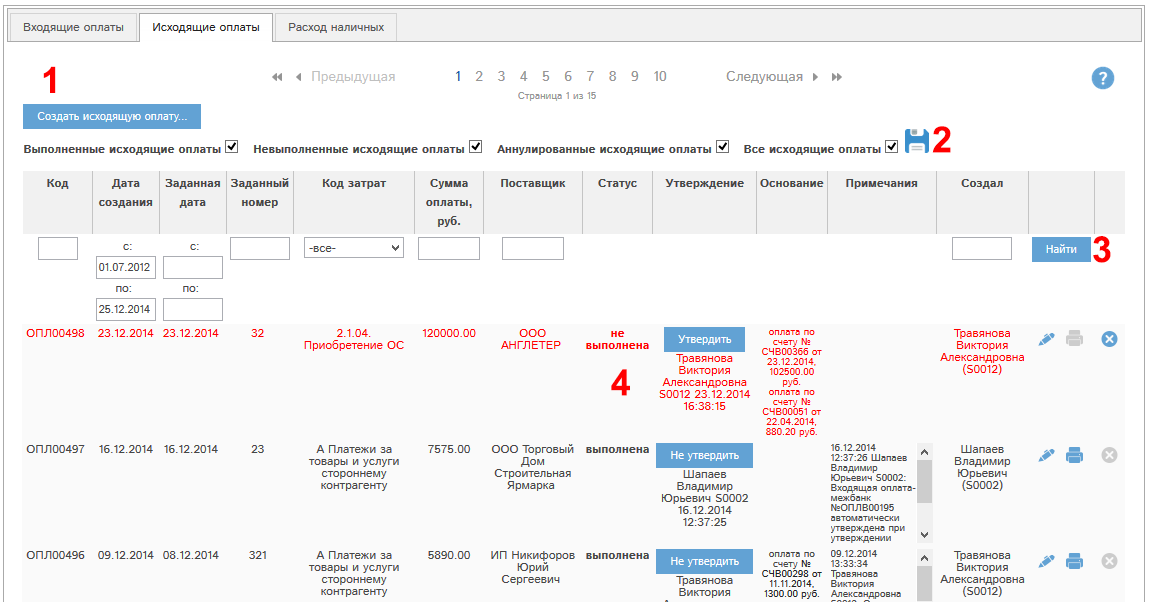 Входящие оплаты Исходящие оплаты Расход наличных
1
Предыдущая 1 2 3 4 5 6 7 8 9 10 Следующая
?
Страница 1 из 15
Создать исходящую оплату...
Выполненные исходящие оплаты Невыполненные исходящие оплаты Аннулированные исходящие оплаты Все исходящие оплаты 2
Код
Дата
создания
Заданная
дата
Заданный
номер
Код затрат
Сумма
оплаты,
руб.
Поставщик
Статус
Утверждение
Основание
Примечания
Создал
с: с: -все- Найти 3
01.07.2012
по: по:
25.12.2014
ОПЛ00498
23.12.2014
23.12.2014
32
2.1.04.
Приобретение ОС
120000.00
ООО
АНГЛЕТЕР
не
выполнена
4
Утвердить
Травянова
Виктория
Александровна
S0012 23.12.2014
16:38:15
оплата по
счету №
СЧВ00366 от
23.12.2014,
102500.00
руб.
оплата по
счету №
СЧВ00051 от
22.04.2014,
880.20 руб.
Травянова
Виктория
Александровна
(S0012)
ОПЛ00497
16.12.2014
16.12.2014
23
А Платежи за
товары и услуги
стороннему
контрагенту
7575.00
ООО Торговый
Дом
Строительная
Ярмарка
выполнена
Не утвердить
Шапаев
Владимир
Юрьевич S0002
16.12.2014
12:37:25
16.12.2014
12:37:26 Шапаев
Владимир
Юрьевич S0002:
Входящая оплата-
межбанк
№ОПЛВ00195
автоматически
утверждена при
утверждении
Шапаев
Владимир
Юрьевич
(S0002)
ОПЛ00496
09.12.2014
08.12.2014
321
А Платежи за
товары и услуги
стороннему
контрагенту
5890.00
ИП Никифоров
Юрий
Сергеевич
выполнена
Не утвердить
Травянова
Виктория
оплата по
счету №
СЧВ00298 от
11.11.2014,
1300.00 руб.
09.12.2014
13:33:34
Травянова
Виктория
Травянова
Виктория
Александровна
(S0012)